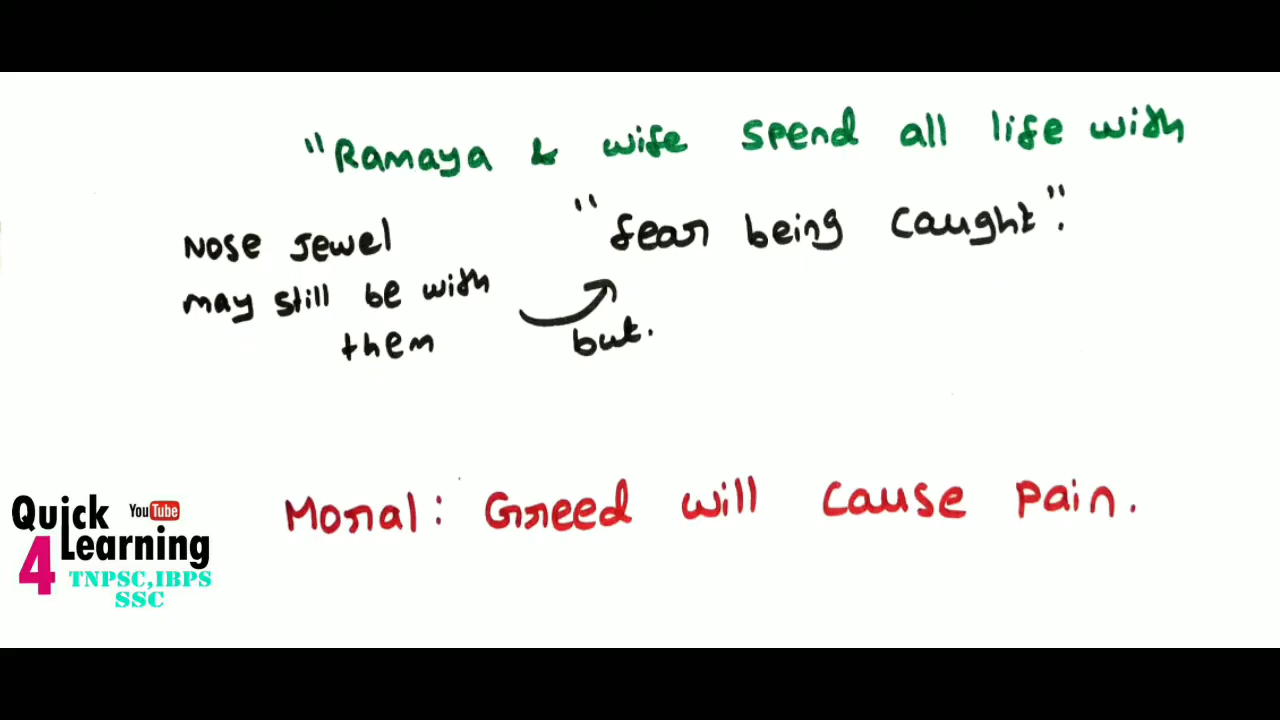 "Ramaya & wife spend all life with
"fear being caught".
Nose jewel
may still be with
them
but.
Moral: Greed will cause pain.
Quick
YouTube
4 Learning
TNPSC,IBPS
SSC